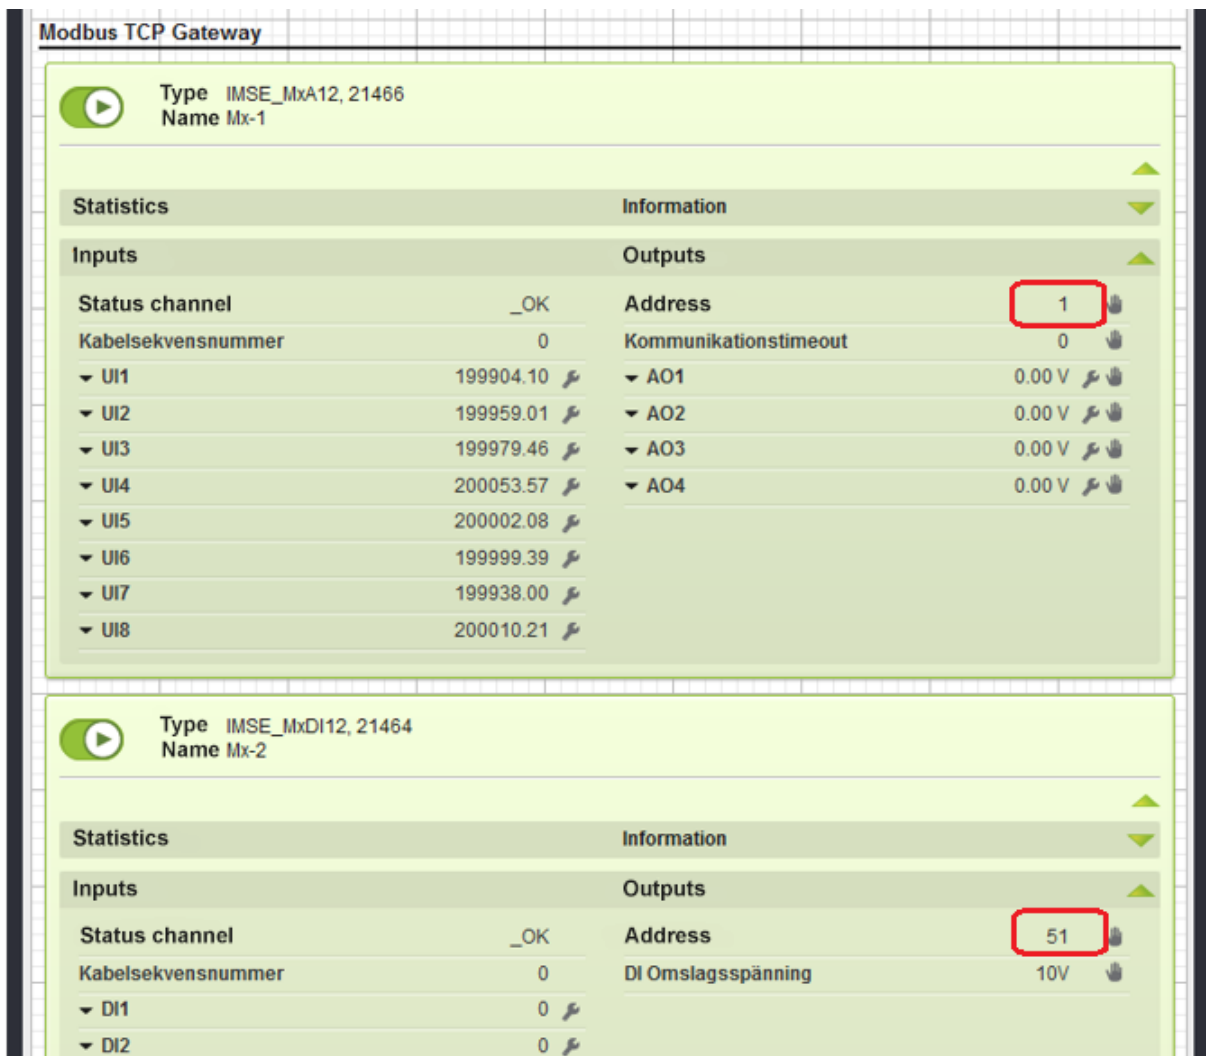 Modbus TCP Gateway
Type IMSE_MxA12, 21466
Name Mx-1
Statistics Information
Inputs Outputs
Status channel _OK Address 1
Kabelsekvensnummer 0 Kommunikationstimeout 0
UI1 199904.10 AO1 0.00 V
UI2 199959.01 AO2 0.00 V
UI3 199979.46 AO3 0.00 V
UI4 200053.57 AO4 0.00 V
UI5 200002.08
UI6 199999.39
UI7 199938.00
UI8 200010.21
Type IMSE_MxDI12, 21464
Name Mx-2
Statistics Information
Inputs Outputs
Status channel _OK Address 51
Kabelsekvensnummer 0 DI Omslagsspänning 10V
DI1 0
DI2 0